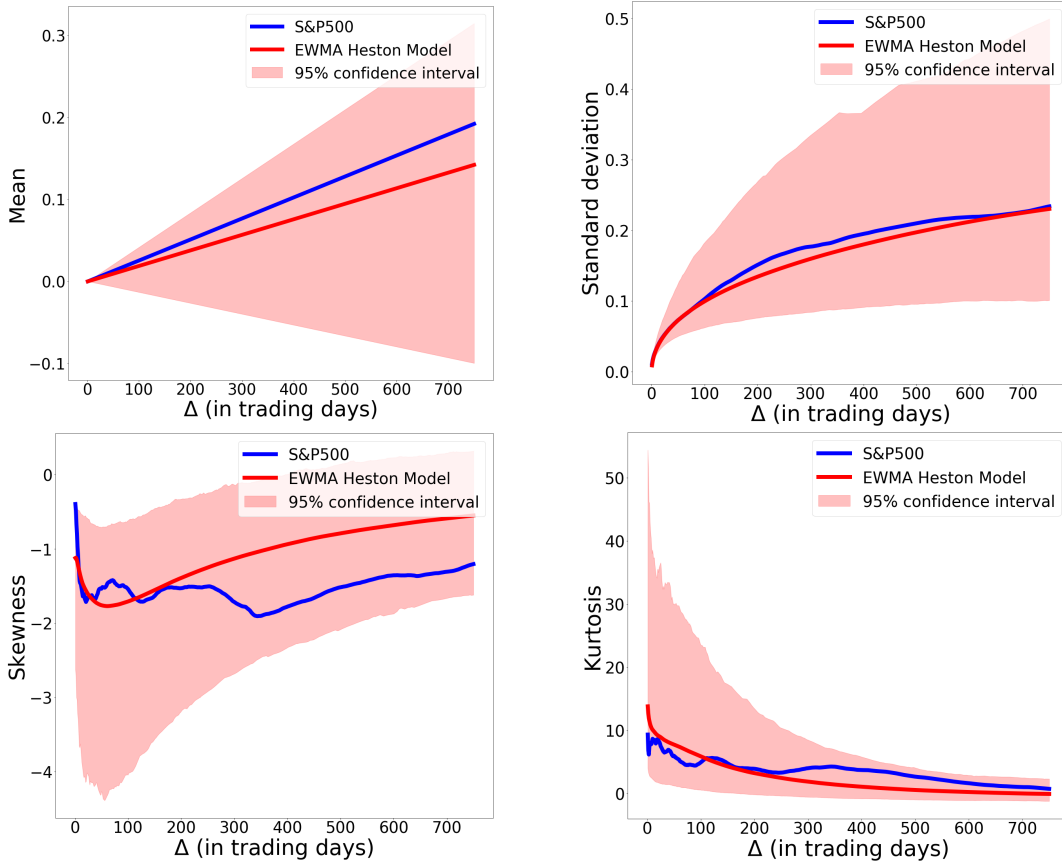 S&P500
EWMA Heston Model
95% confidence interval
Mean
0.3
0.2
0.1
0.0
−0.1
0 100 200 300 400 500 600 700
Δ (in trading days)
S&P500
EWMA Heston Model
95% confidence interval
Standard deviation
0.5
0.4
0.3
0.2
0.1
0.0
0 100 200 300 400 500 600 700
Δ (in trading days)
S&P500
EWMA Heston Model
95% confidence interval
Skewness
0
−1
−2
−3
−4
0 100 200 300 400 500 600 700
Δ (in trading days)
S&P500
EWMA Heston Model
95% confidence interval
Kurtosis
50
40
30
20
10
0
0 100 200 300 400 500 600 700
Δ (in trading days)